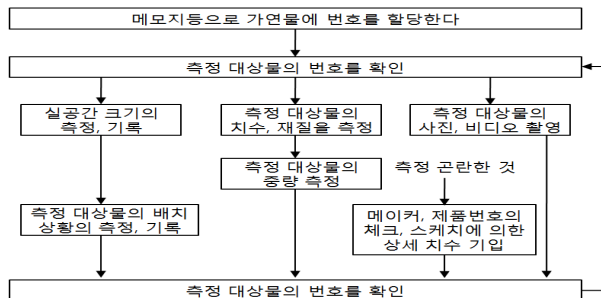 메모지등으로 가연물에 번호를 할당한다
측정 대상물의 번호를 확인
실공간 크기의
측정, 기록
측정 대상물의
치수, 재질을 측정
측정 대상물의
사진, 비디오 촬영
측정 대상물의
중량 측정
측정 곤란한 것
측정 대상물의 배치
상황의 측정, 기록
메이커, 제품번호의
체크, 스케치에 의한
상세 치수 기입
측정 대상물의 번호를 확인